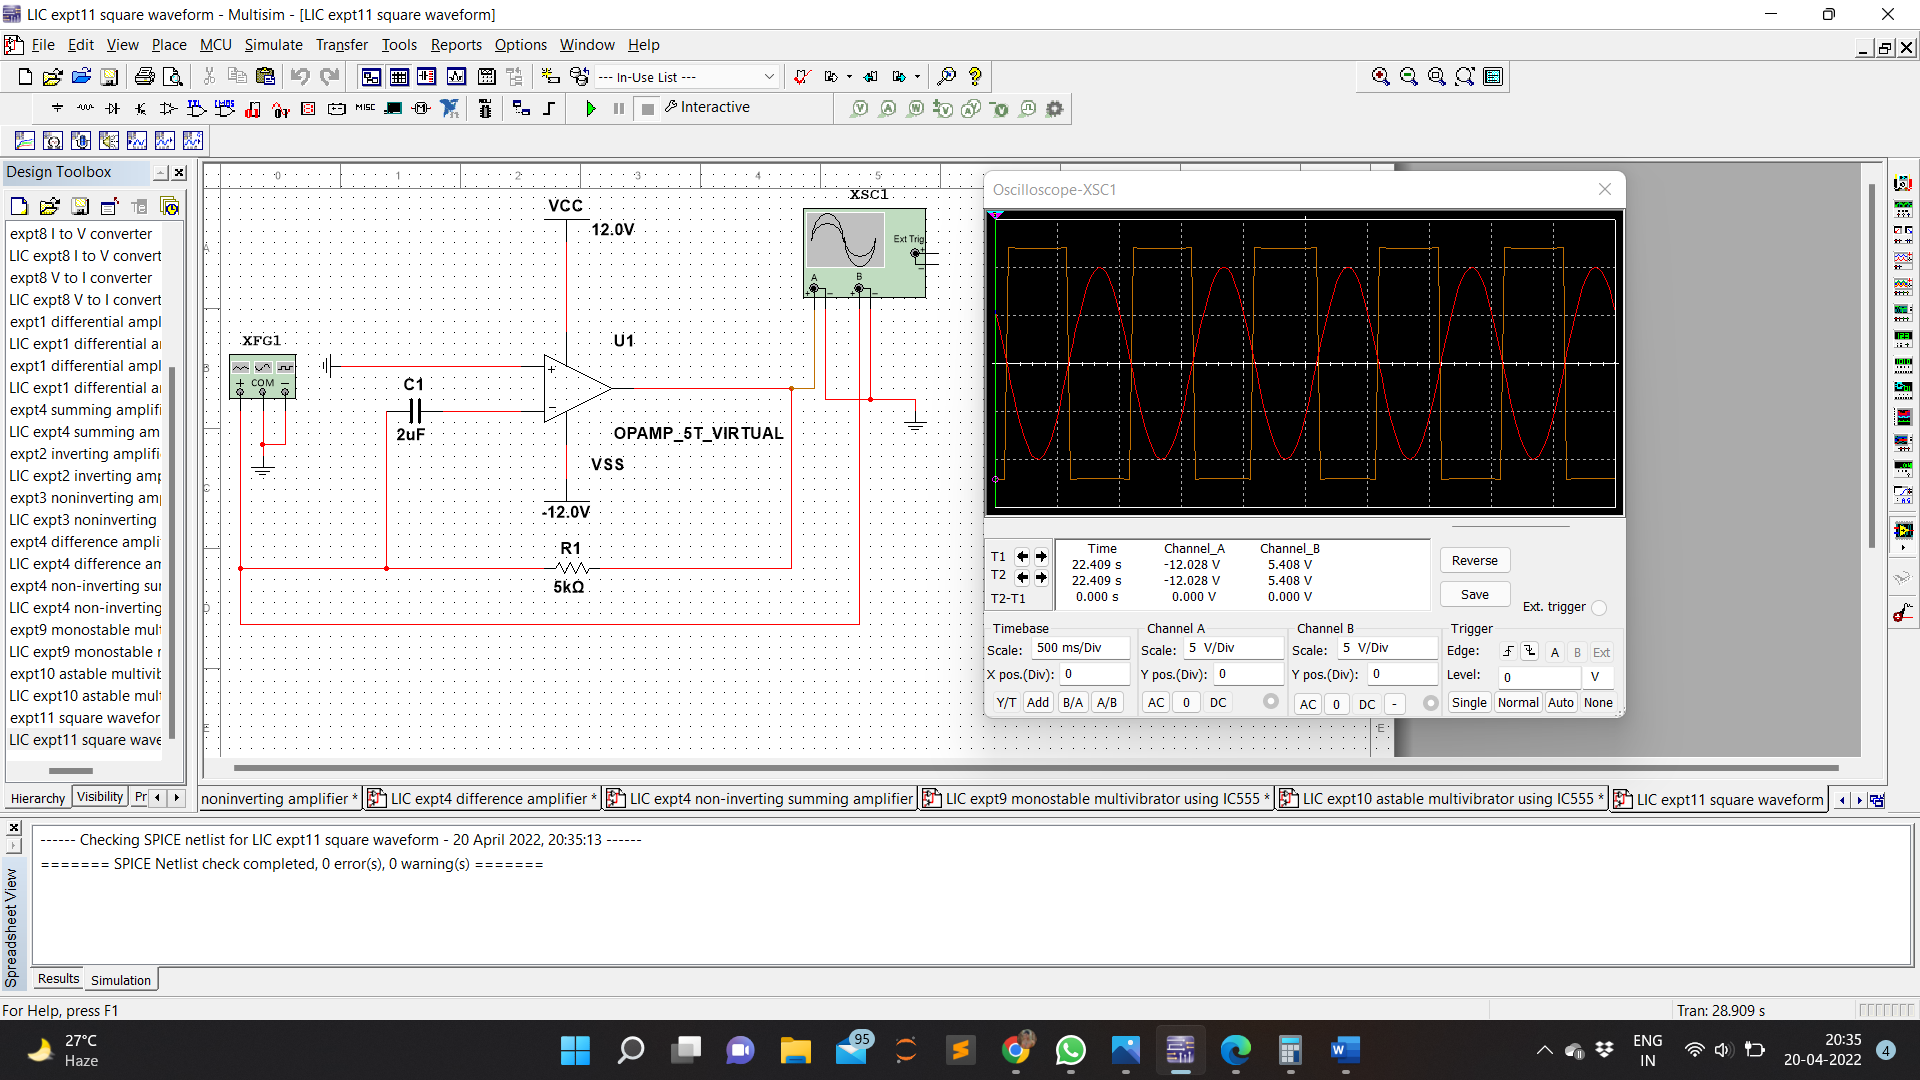 LIC expt11 square waveform - Multisim - [LIC expt11 square waveform]
File Edit View Place MCU Simulate Transfer Tools Reports Options Window Help
--- In-Use List ---
MISC
Interactive
Design Toolbox
expt8 I to V converter
LIC expt8 I to V convert
expt8 V to I convert
LIC expt8 V to I convert
expt1 differential ampl
LIC expt1 differential a
expt1 differential ampl
LIC expt1 differential a
expt4 summing amplifi
LIC expt4 summing am
expt2 inverting amplifi
LIC expt2 inverting amp
expt3 noninverting am
LIC expt3 noninverting
expt4 difference ampli
LIC expt4 difference am
expt4 non-inverting su
LIC expt4 non-inverting
expt9 monostable mult
LIC expt9 monostable r
expt10 astable multivib
LIC expt10 astable mult
expt11 square wavefor
LIC expt11 square wave
Hierarchy Visibility Pr
0 1 2 3 4 5
VCC
12.0V
XSC1
Ext Trig
A B
XFG1
COM
U1
C1
2uF
OPAMP_5T_VIRTUAL
VSS
-12.0V
R1
5kΩ
Oscilloscope-XSC1
Time Channel_A Channel_B
T1 22.409 s -12.028 V 5.408 V
T2 22.409 s -12.028 V 5.408 V
T2-T1 0.000 s 0.000 V 0.000 V
Reverse
Save
Ext. trigger
Timebase Channel A Channel B Trigger
Scale: 500 ms/Div Scale: 5 V/Div Scale: 5 V/Div Edge: A B Ext
X pos.(Div): 0 Y pos.(Div): 0 Y pos.(Div): 0 Level: 0 V
Y/T Add B/A A/B AC 0 DC AC 0 DC - Single Normal Auto None
noninverting amplifier * LIC expt4 difference amplifier * LIC expt4 non-inverting summing amplifier LIC expt9 monostable multivibrator using IC555 * LIC expt10 astable multivibrator using IC555 * LIC expt11 square waveform
Spreadsheet View
------ Checking SPICE netlist for LIC expt11 square waveform - 20 April 2022, 20:35:13 ------
======= SPICE Netlist check completed, 0 error(s), 0 warning(s) =======
Results Simulation
For Help, press F1
Tran: 28.909 s
27°C
Haze
95
ENG
IN
20:35
20-04-2022
4